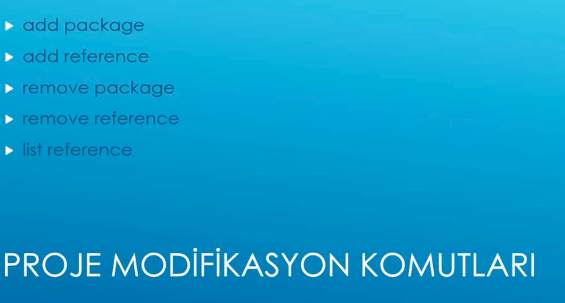 add package
add reference
remove package
remove reference
list reference
PROJE MODİFİKASYON KOMUTLARI